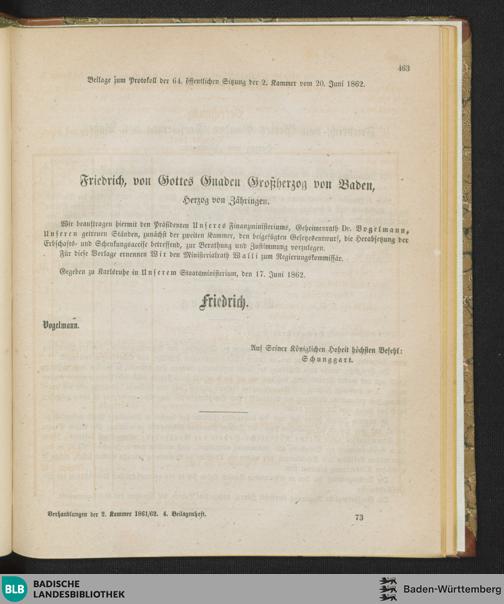 463
Beilage zum Protokoll der 64. öffentlichen Sitzung der 2. Kammer vom 20. Juni 1862.
Friedrich, von Gottes Gnaden Großherzog von Baden,
Herzog von Zähringen.
Wir beauftragen hiermit den Präsidenten Unseres Finanzministeriums, Geheimenrath Dr. Vogelmann,
Unseren getreuen Ständen, zunächst der zweiten Kammer, den beigefügten Gesetzesentwurf, die Herabsetzung der
Erbschafts- und Schenkungsaccise betreffend, zur Berathung und Zustimmung vorzulegen.
Für diese Vorlage ernennen Wir den Ministerialrath Walli zum Regierungskommissär.
Gegeben zu Karlsruhe in Unserem Staatsministerium, den 17. Juni 1862.
Friedrich.
Vogelmann.
Auf Seiner Königlichen Hoheit höchsten Befehl:
Schunggart.
Verhandlungen der 2. Kammer 1861/62. 4. Beilagenheft.
73
BLB BADISCHE
LANDESBIBLIOTHEK
Baden-Württemberg